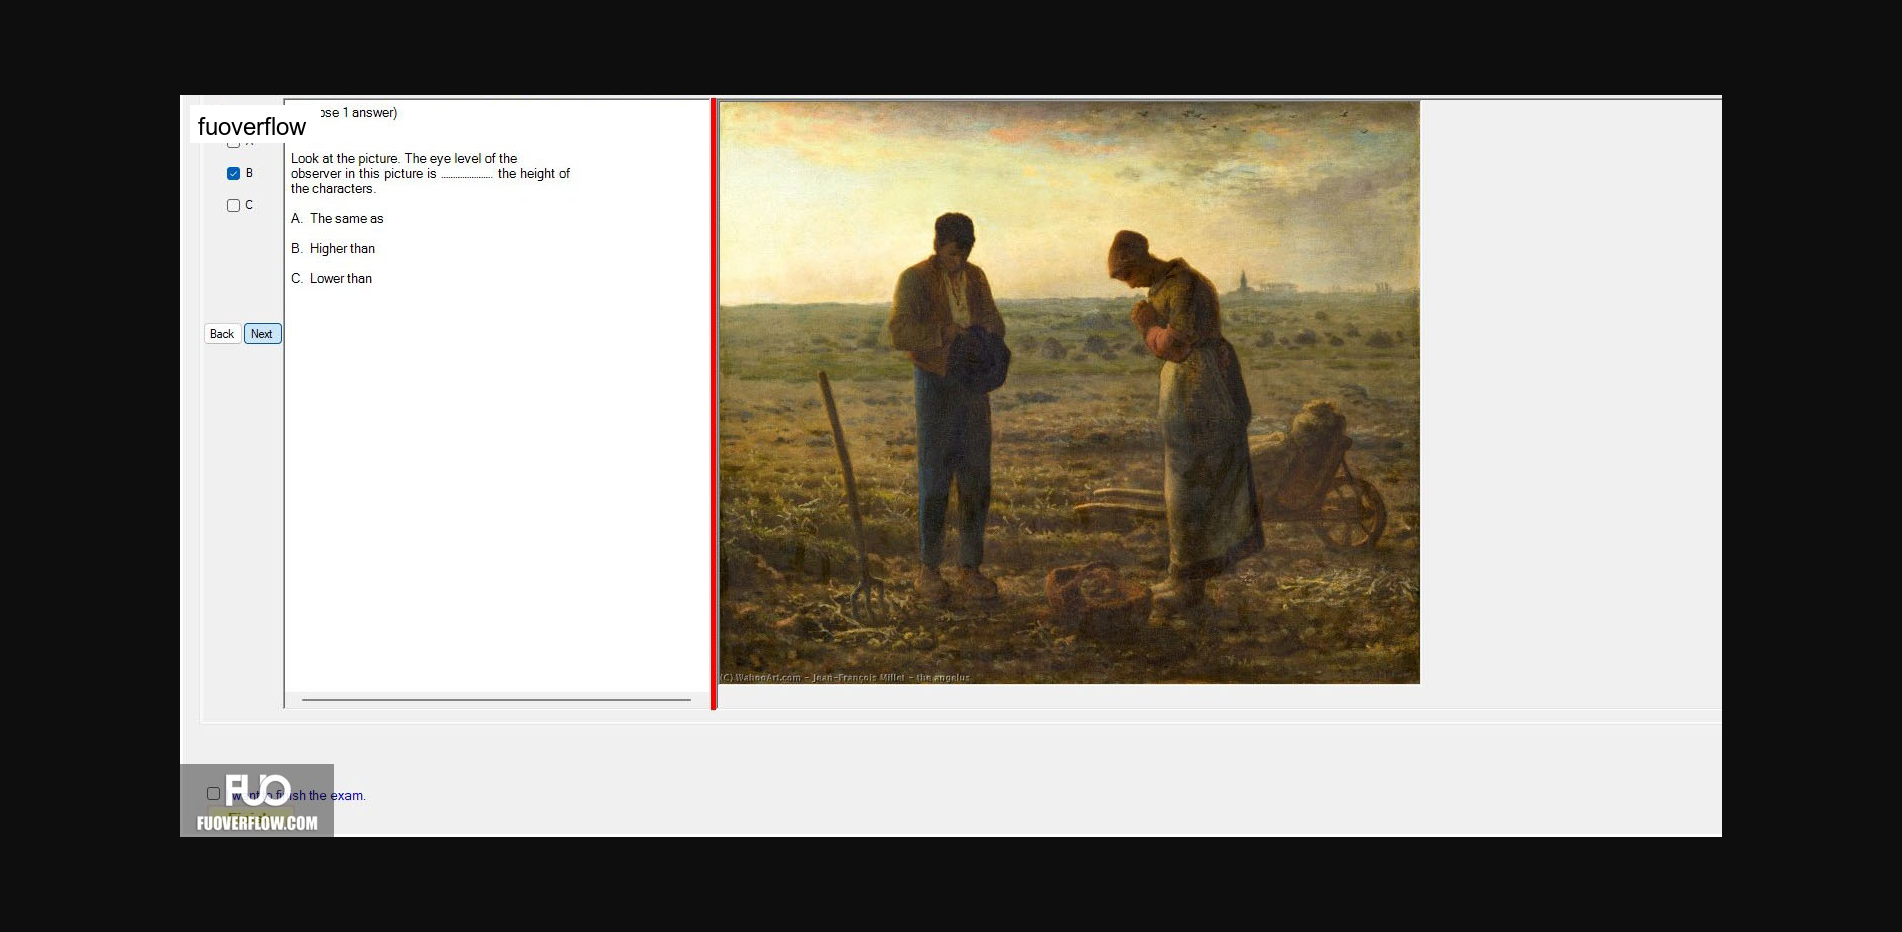 ose 1 answer)
fuoverflow
B
C
Look at the picture. The eye level of the
observer in this picture is .................... the height of
the characters.
A. The same as
B. Higher than
C. Lower than
Back Next
(C) WahooArt.com - Jean-François Millet - the angelus
FUO
sh the exam.
FUOVERFLOW.COM